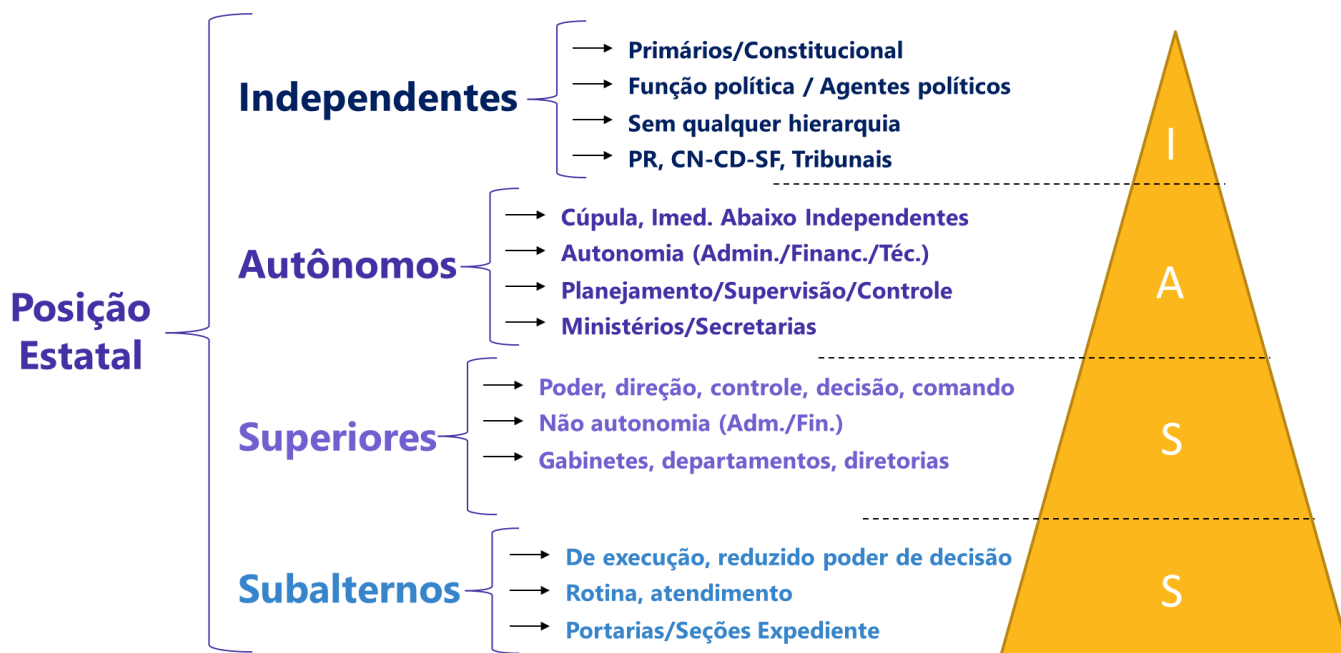 Posição
Estatal
Independentes
Primários/Constitucional
Função política / Agentes políticos
Sem qualquer hierarquia
PR, CN-CD-SF, Tribunais
I
Autônomos
Cúpula, Imed. Abaixo Independentes
Autonomia (Admin./Financ./Téc.)
Planejamento/Supervisão/Controle
Ministérios/Secretarias
A
Superiores
Poder, direção, controle, decisão, comando
Não autonomia (Adm./Fin.)
Gabinetes, departamentos, diretorias
S
Subalternos
De execução, reduzido poder de decisão
Rotina, atendimento
Portarias/Seções Expediente
S